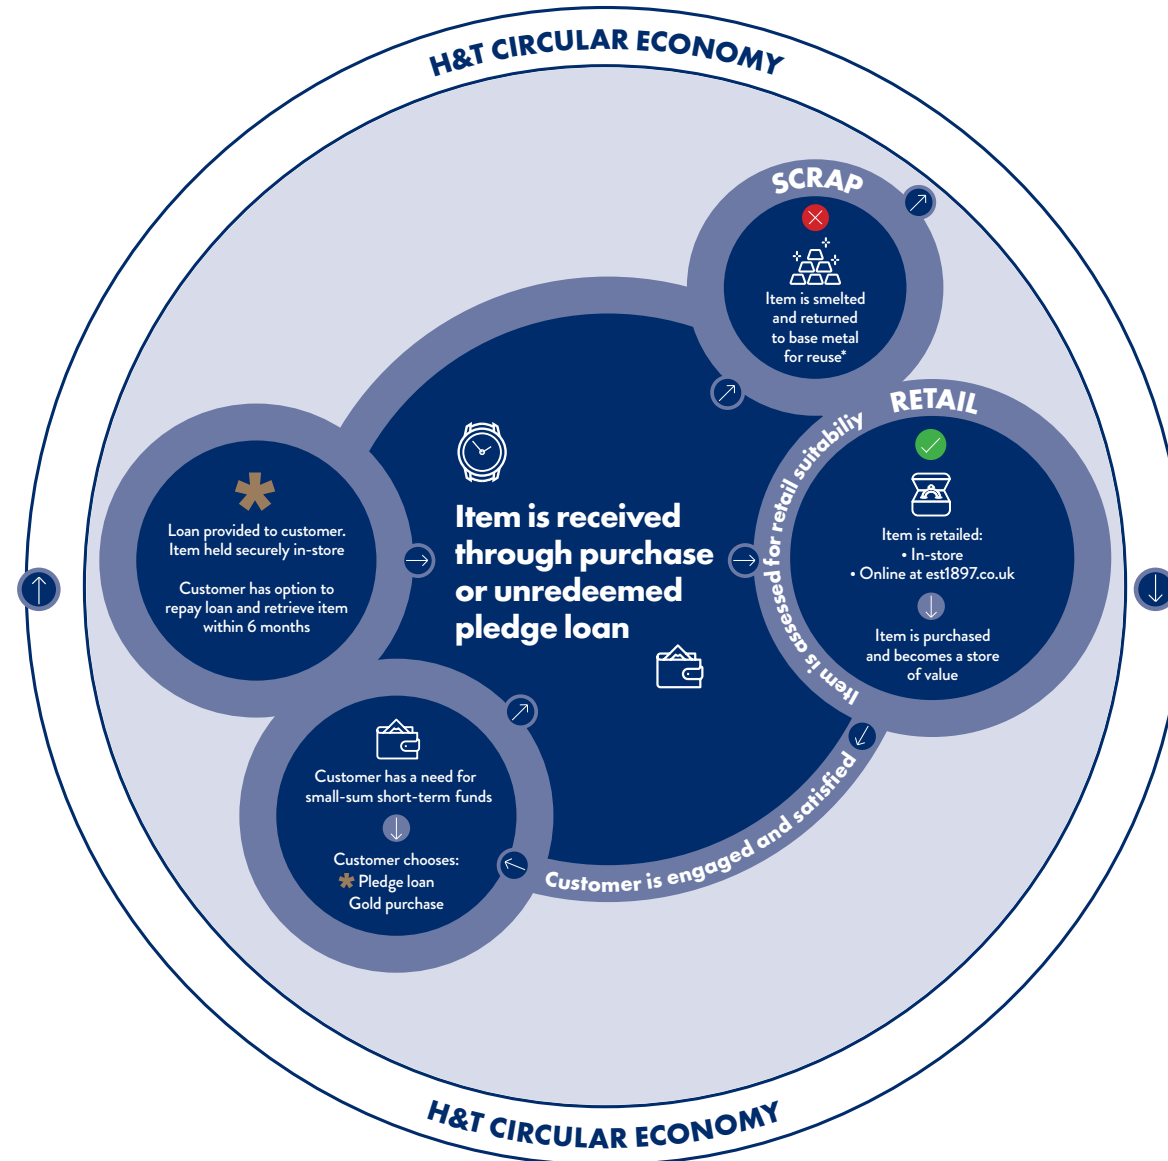 H&T CIRCULAR ECONOMY
SCRAP
Item is smelted
and returned
to base metal
for reuse*
RETAIL
Item is retailed:
• In-store
• Online at est1897.co.uk
Item is purchased
and becomes a store
of value
Item is assessed for retail suitabiliy
Item is received
through purchase
or unredeemed
pledge loan
Loan provided to customer.
Item held securely in-store
Customer has option to
repay loan and retrieve item
within 6 months
Customer has a need for
small-sum short-term funds
Customer chooses:
* Pledge loan
Gold purchase
Customer is engaged and satisfied
H&T CIRCULAR ECONOMY